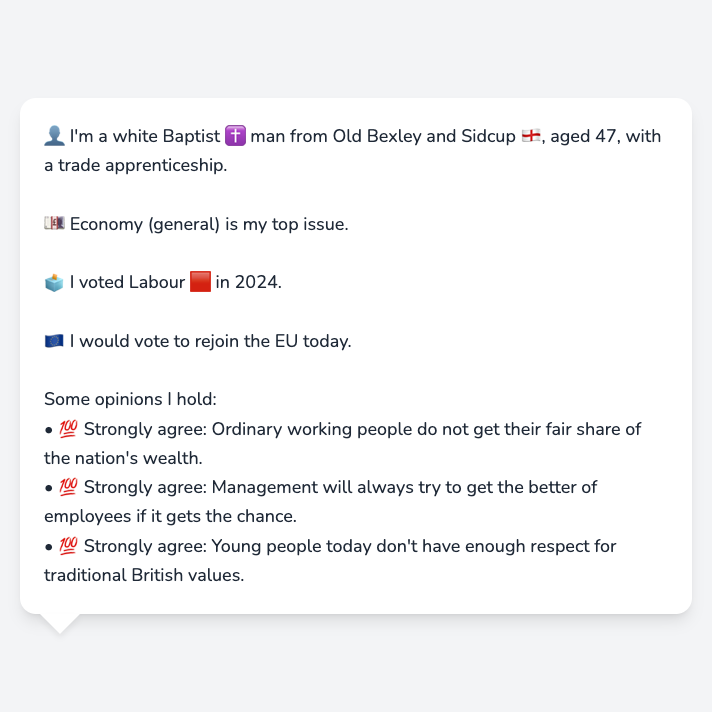 👤 I'm a white Baptist ✝️ man from Old Bexley and Sidcup 🏴󠁧󠁢󠁥󠁮󠁧󠁿, aged 47, with
a trade apprenticeship.
💷 Economy (general) is my top issue.
🗳️ I voted Labour 🟥 in 2024.
🇪🇺 I would vote to rejoin the EU today.
Some opinions I hold:
• 💯 Strongly agree: Ordinary working people do not get their fair share of
the nation's wealth.
• 💯 Strongly agree: Management will always try to get the better of
employees if it gets the chance.
• 💯 Strongly agree: Young people today don't have enough respect for
traditional British values.